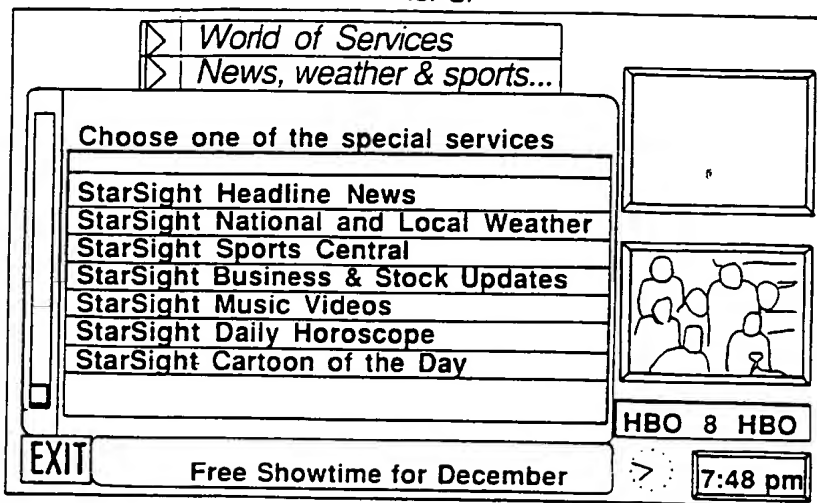 World of Services
News, weather & sports...
Choose one of the special services
StarSight Headline News
StarSight National and Local Weather
StarSight Sports Central
StarSight Business & Stock Updates
StarSight Music Videos
StarSight Daily Horoscope
StarSight Cartoon of the Day
HBO 8 HBO
EXIT
Free Showtime for December
7:48 pm